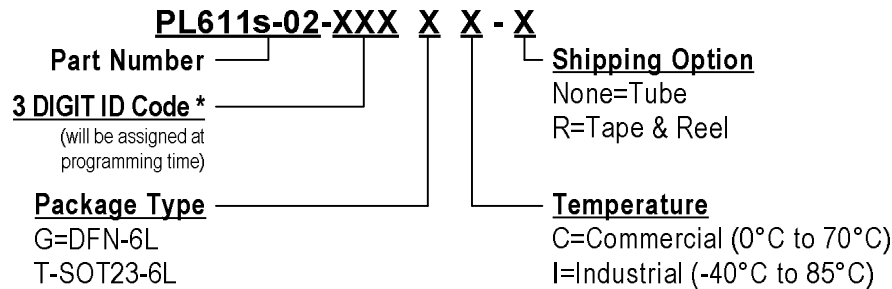 PL611s-02-XXX X X - X
Part Number
3 DIGIT ID Code *
(will be assigned at
programming time)
Package Type
G=DFN-6L
T-SOT23-6L
Shipping Option
None=Tube
R=Tape & Reel
Temperature
C=Commercial (0°C to 70°C)
I=Industrial (-40°C to 85°C)